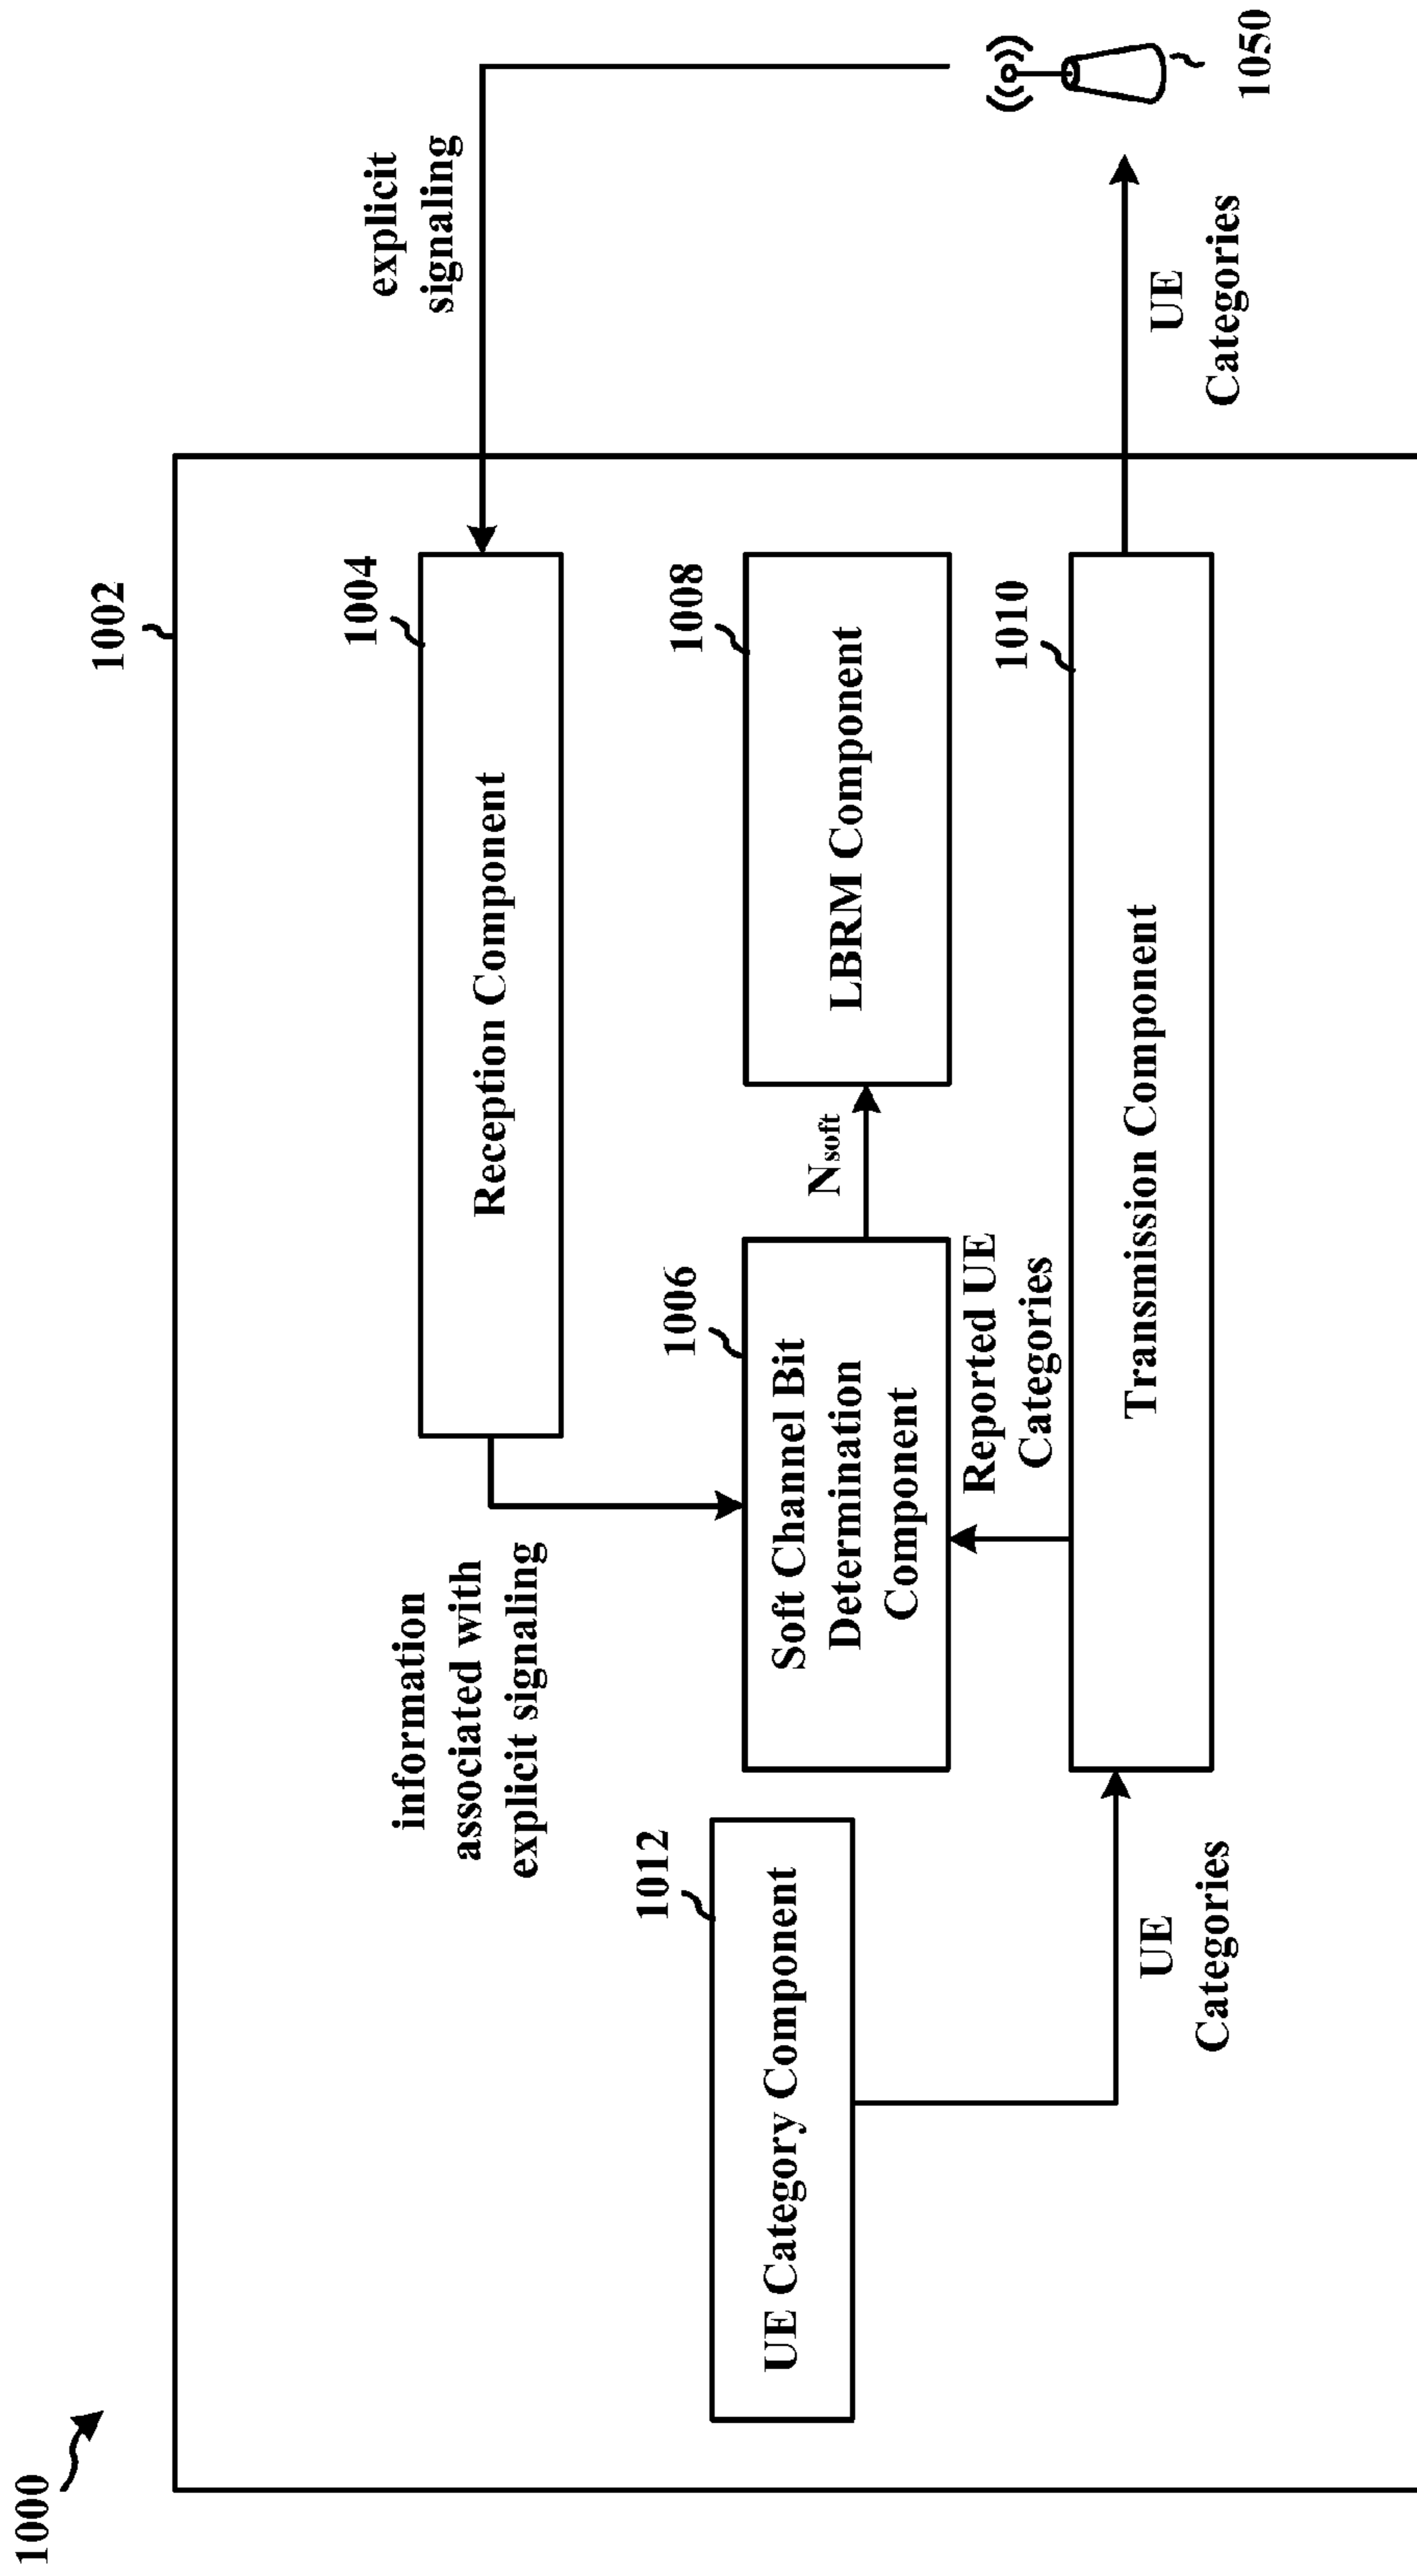 1000
1002
explicit
signaling
1004
Reception Component
information
associated with
explicit signaling
1012
UE Category Component
1006
Soft Channel Bit
Determination
Component
Nsoft
1008
LBRM Component
Reported UE
Categories
1010
Transmission Component
UE
Categories
UE
Categories
1050